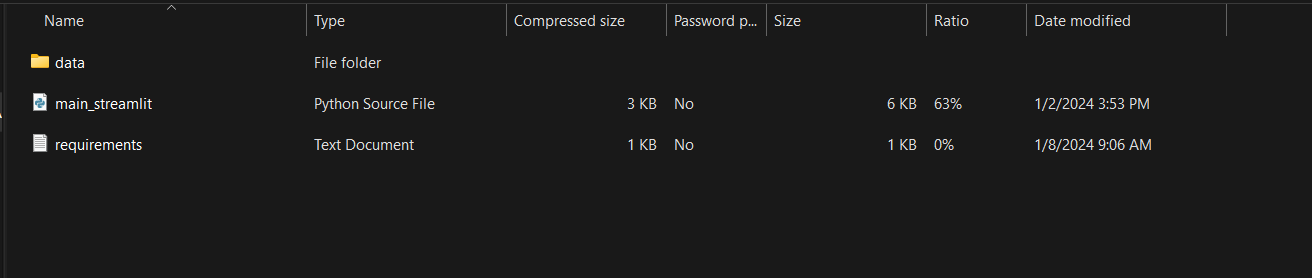 Name Type Compressed size Password p... Size Ratio Date modified
data File folder
main_streamlit Python Source File 3 KB No 6 KB 63% 1/2/2024 3:53 PM
requirements Text Document 1 KB No 1 KB 0% 1/8/2024 9:06 AM